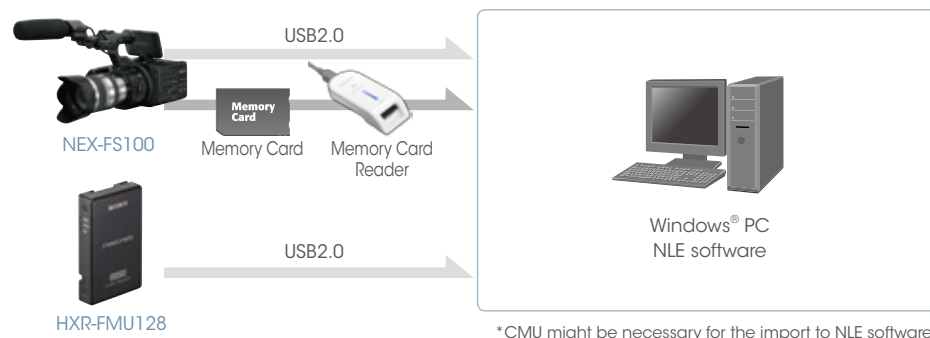 USB2.0
Memory
Card
NEX-FS100
Memory Card
Memory Card
Reader
Windows® PC
NLE software
SONY
USB2.0
HXR-FMU128
*CMU might be necessary for the import to NLE software